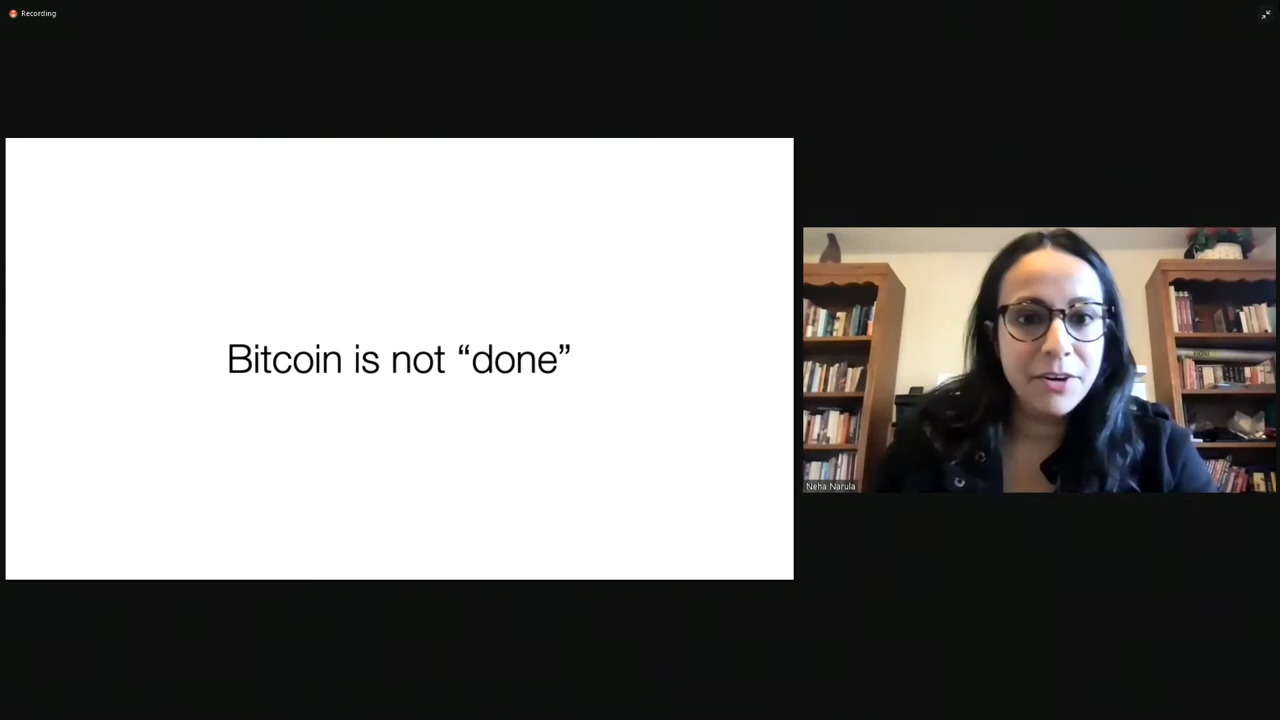 Recording
Bitcoin is not “done”
Neha Narula